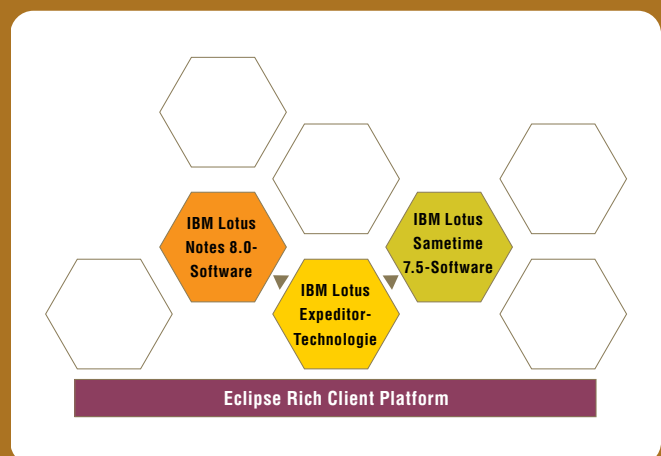 IBM Lotus
Notes 8.0-
Software
IBM Lotus
Sametime
7.5-Software
IBM Lotus
Expeditor-
Technologie
Eclipse Rich Client Platform